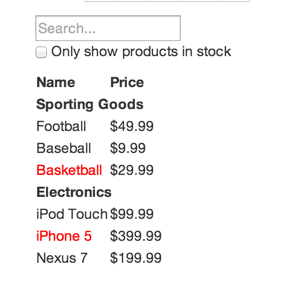 Search...
Only show products in stock
Name Price
Sporting Goods
Football $49.99
Baseball $9.99
Basketball $29.99
Electronics
iPod Touch $99.99
iPhone 5 $399.99
Nexus 7 $199.99